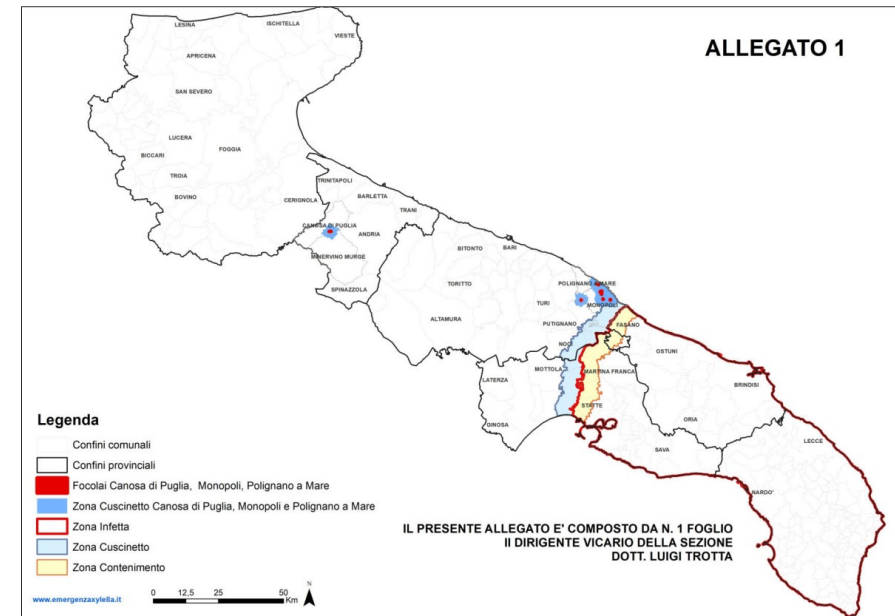 LESINA
ISCHITELLA
VIESTE
APRICENA
ALLEGATO 1
SAN SEVERO
LUCERA
FOGGIA
BICCARI
TROIA
BOVINO
TRINITAPOLI
CERIGNOLA
BARLETTA
TRANI
CANOSA DI PUGLIA
ANDRIA
BITONTO
BARI
MINERVINO MURGE
TORITTO
POLIGNANO A MARE
SPINAZZOLA
TURI
MONOPOLI
ALTAMURA
PUTIGNANO
FASANO
NOCI
OSTUNI
MOTTOLA
MARTINA FRANCA
LATERZA
BRINDISI
STATTE
GINOSA
ORIA
LECCE
SAVA
NARDO'
Legenda
Confini comunali
Confini provinciali
Focolai Canosa di Puglia, Monopoli, Polignano a Mare
Zona Cuscinetto Canosa di Puglia, Monopoli e Polignano a Mare
Zona Infetta
Zona Cuscinetto
Zona Contenimento
IL PRESENTE ALLEGATO E' COMPOSTO DA N. 1 FOGLIO
Il DIRIGENTE VICARIO DELLA SEZIONE
DOTT. LUIGI TROTTA
www.emergenzaxylella.it
0 12,5 25 50
Km
N